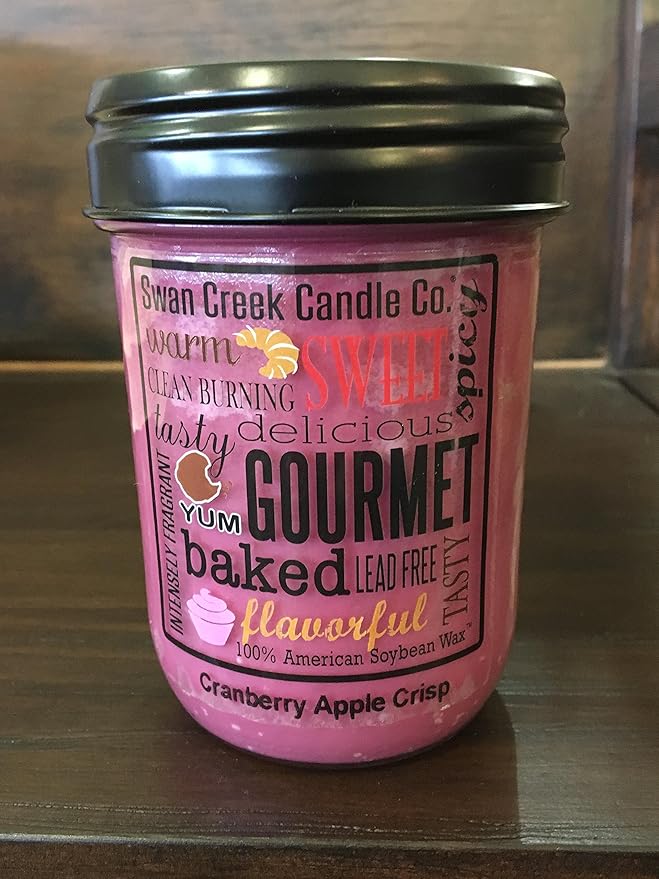 Swan Creek Candle Co.®
warm SWEET spicy
CLEAN BURNING
tasty delicious
INTENSELY FRAGRANT
YUM GOURMET
baked LEAD FREE TASTY
flavorful
100% American Soybean Wax™
Cranberry Apple Crisp